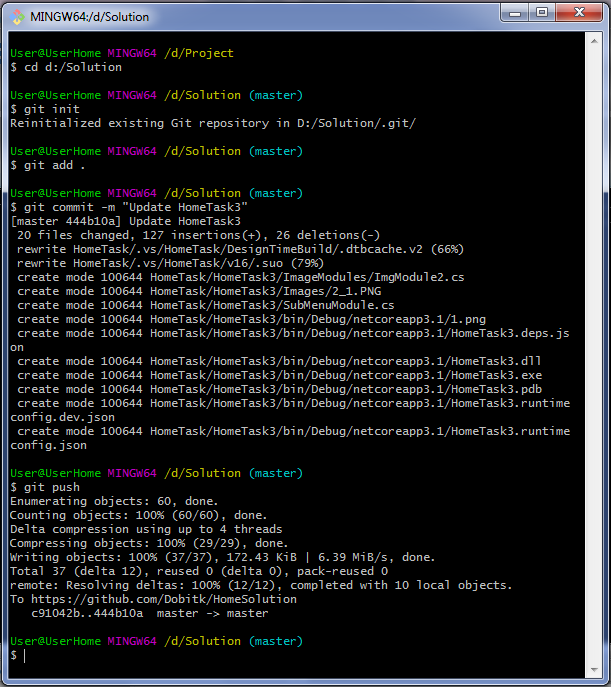 MINGW64:/d/Solution
User@UserHome MINGW64 /d/Project
$ cd d:/Solution
User@UserHome MINGW64 /d/Solution (master)
$ git init
Reinitialized existing Git repository in D:/Solution/.git/
User@UserHome MINGW64 /d/Solution (master)
$ git add .
User@UserHome MINGW64 /d/Solution (master)
$ git commit -m "Update HomeTask3"
[master 444b10a] Update HomeTask3
 20 files changed, 127 insertions(+), 26 deletions(-)
 rewrite HomeTask/.vs/HomeTask/DesignTimeBuild/.dtbcache.v2 (66%)
 rewrite HomeTask/.vs/HomeTask/v16/.suo (79%)
 create mode 100644 HomeTask/HomeTask3/ImageModules/ImgModule2.cs
 create mode 100644 HomeTask/HomeTask3/Images/2_1.PNG
 create mode 100644 HomeTask/HomeTask3/SubMenuModule.cs
 create mode 100644 HomeTask/HomeTask3/bin/Debug/netcoreapp3.1/1.png
 create mode 100644 HomeTask/HomeTask3/bin/Debug/netcoreapp3.1/HomeTask3.deps.js
on
 create mode 100644 HomeTask/HomeTask3/bin/Debug/netcoreapp3.1/HomeTask3.dll
 create mode 100644 HomeTask/HomeTask3/bin/Debug/netcoreapp3.1/HomeTask3.exe
 create mode 100644 HomeTask/HomeTask3/bin/Debug/netcoreapp3.1/HomeTask3.pdb
 create mode 100644 HomeTask/HomeTask3/bin/Debug/netcoreapp3.1/HomeTask3.runtime
config.dev.json
 create mode 100644 HomeTask/HomeTask3/bin/Debug/netcoreapp3.1/HomeTask3.runtime
config.json
User@UserHome MINGW64 /d/Solution (master)
$ git push
Enumerating objects: 60, done.
Counting objects: 100% (60/60), done.
Delta compression using up to 4 threads
Compressing objects: 100% (29/29), done.
Writing objects: 100% (37/37), 172.43 KiB | 6.39 MiB/s, done.
Total 37 (delta 12), reused 0 (delta 0), pack-reused 0
remote: Resolving deltas: 100% (12/12), completed with 10 local objects.
To https://github.com/Dobitk/HomeSolution
   c91042b..444b10a  master -> master
User@UserHome MINGW64 /d/Solution (master)
$